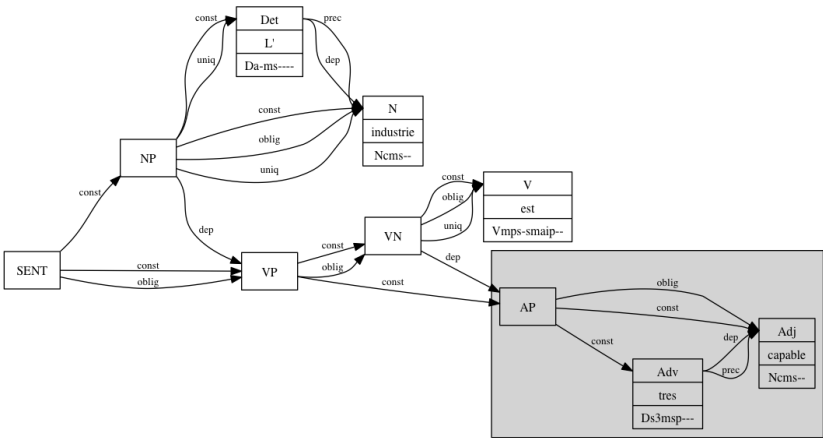 const
Det
prec
L'
uniq
dep
Da-ms----
const
N
oblig
industrie
NP
uniq
Ncms--
const
const
V
oblig
est
dep
uniq
VN
Vmps-smaip--
const
dep
SENT
const
VP
oblig
oblig
const
oblig
AP
const
Adj
const
dep
capable
Adv
prec
Ncms--
tres
Ds3msp---